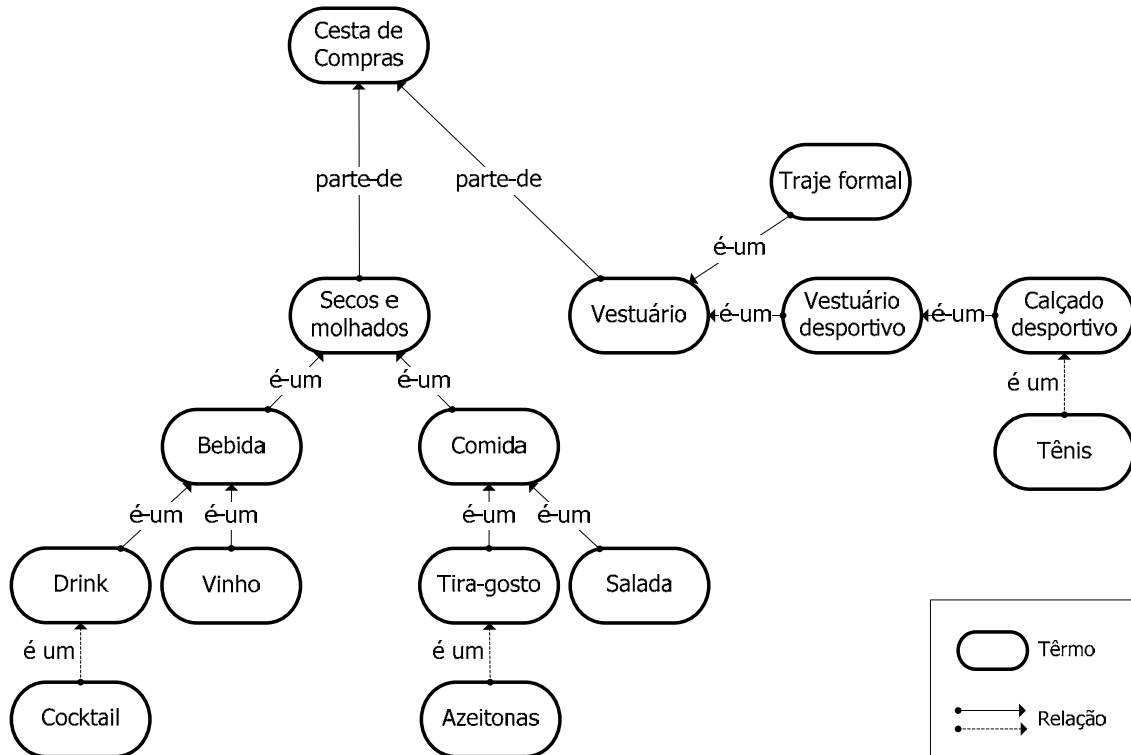 Cesta de
Compras
parte-de
parte-de
Traje formal
é-um
Secos e
molhados
Vestuário
é-um
Vestuário
desportivo
é-um
Calçado
desportivo
é-um
é-um
é um
Bebida
Comida
Tênis
é-um
é-um
é-um
é-um
Drink
Vinho
Tira-gosto
Salada
é um
é um
Cocktail
Azeitonas
Têrmo
Relação